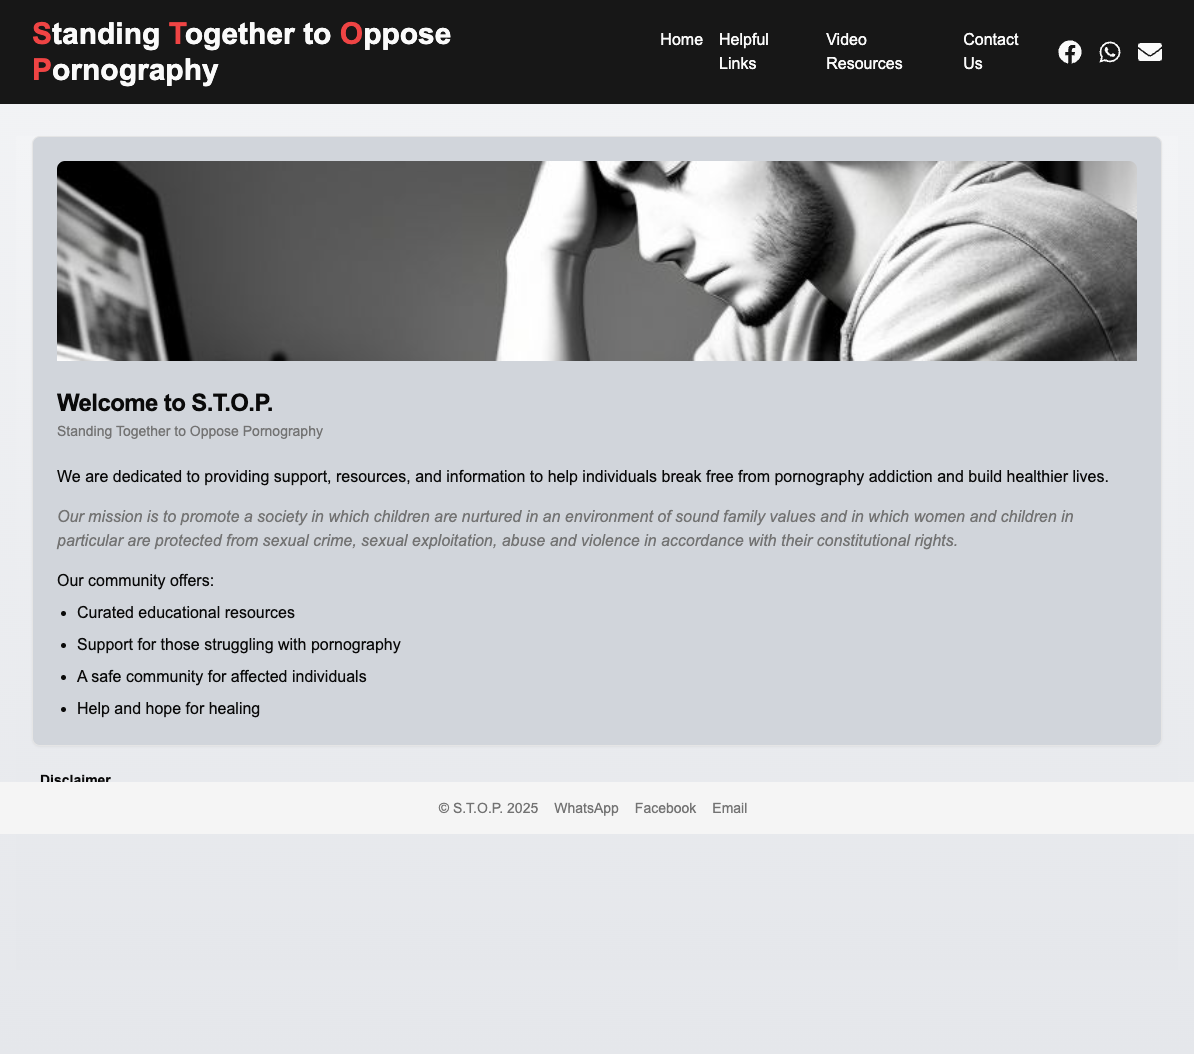 Standing Together to Oppose
Pornography
Home
Helpful
Links
Video
Resources
Contact
Us
Welcome to S.T.O.P.
Standing Together to Oppose Pornography
We are dedicated to providing support, resources, and information to help individuals break free from pornography addiction and build healthier lives.
Our mission is to promote a society in which children are nurtured in an environment of sound family values and in which women and children in
particular are protected from sexual crime, sexual exploitation, abuse and violence in accordance with their constitutional rights.
Our community offers:
• Curated educational resources
• Support for those struggling with pornography
• A safe community for affected individuals
• Help and hope for healing
Disclaimer
© S.T.O.P. 2025 WhatsApp Facebook Email